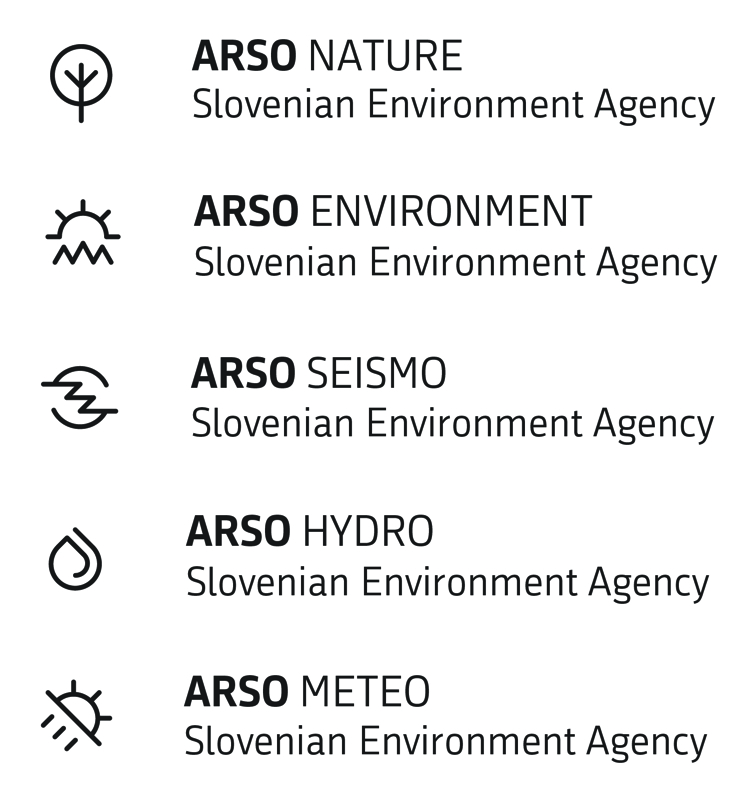 ARSO NATURE
Slovenian Environment Agency
ARSO ENVIRONMENT
Slovenian Environment Agency
ARSO SEISMO
Slovenian Environment Agency
ARSO HYDRO
Slovenian Environment Agency
ARSO METEO
Slovenian Environment Agency